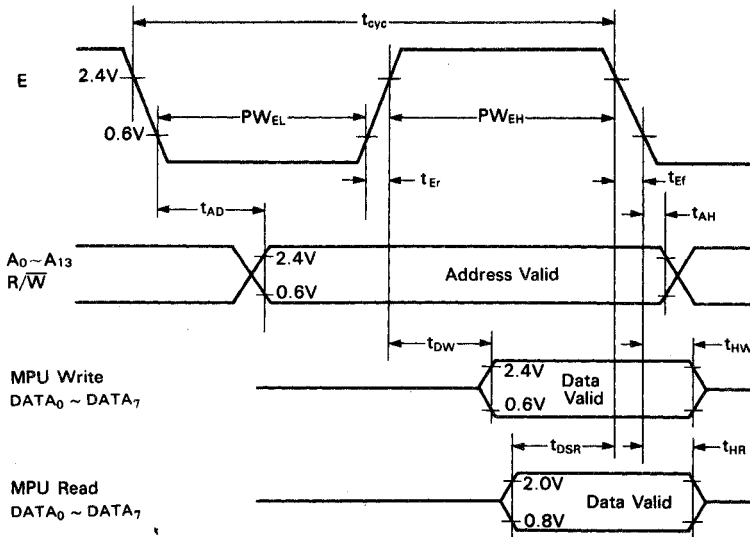 tcyc
E
2.4V
0.6V
PWEL
PWEH
tEr
tEf
tAD
tAH
A0~A13
R/W̅
2.4V
0.6V
Address Valid
tDW
tHW
MPU Write
DATA0 ~ DATA7
2.4V
0.6V
Data
Valid
tDSR
tHR
MPU Read
DATA0 ~ DATA7
2.0V
0.8V
Data Valid